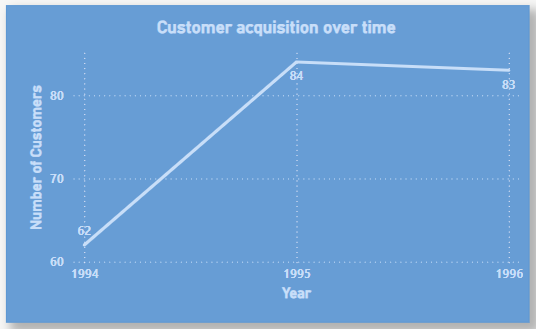 Customer acquisition over time
Number of Customers
80
70
60
62
84
83
1994 1995 1996
Year